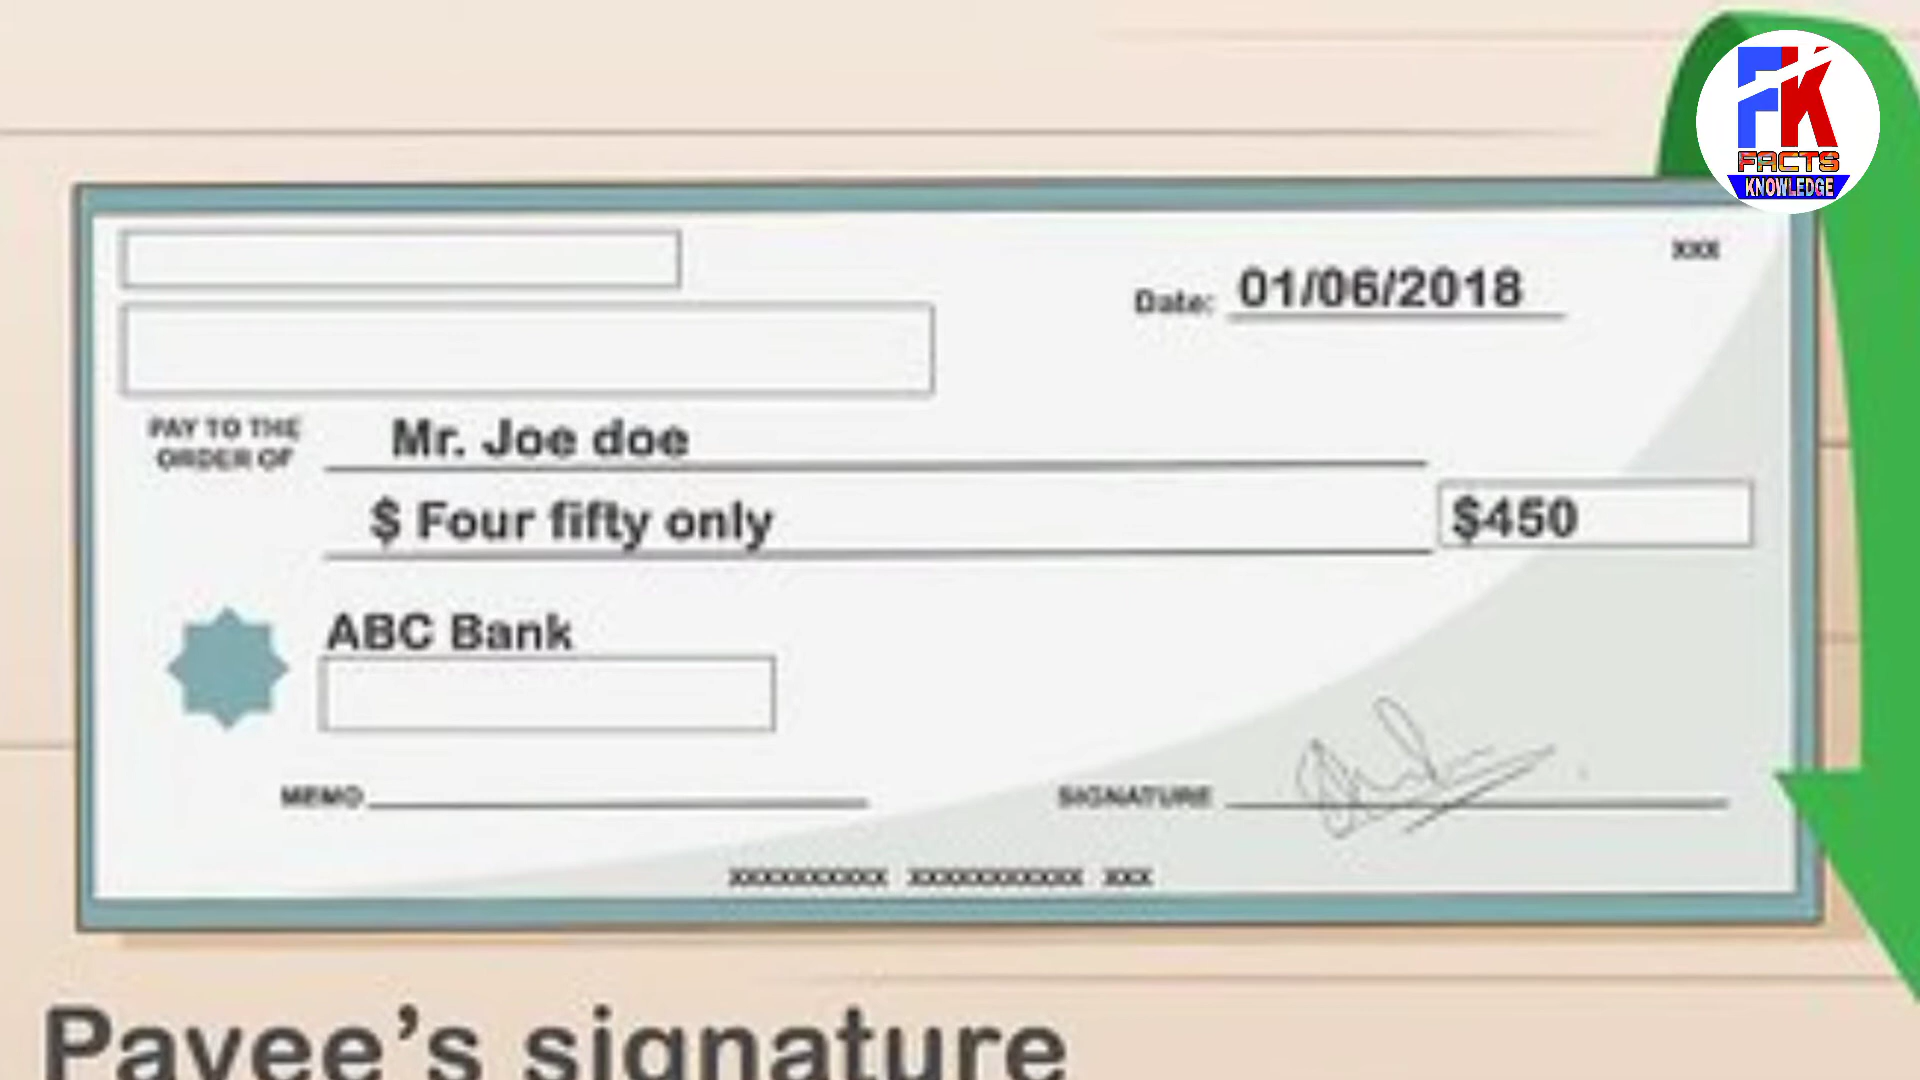 FK
FACTS
KNOWLEDGE
XXX
Date: 01/06/2018
PAY TO THE
ORDER OF
Mr. Joe doe
$ Four fifty only
$450
ABC Bank
MEMO
SIGNATURE
XXXXXXXXXX XXXXXXXXXXX XXX
Payee's signature